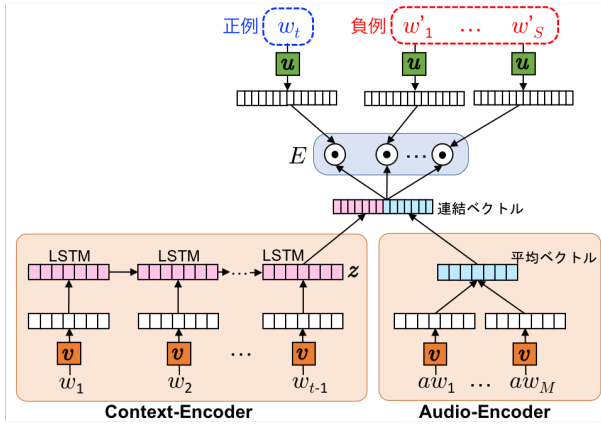 正例 w_t 負例 w'_1 … w'_S
u u u
E …
連結ベクトル
LSTM LSTM LSTM 平均ベクトル
… z
v v … v v v
w_1 w_2 w_{t-1} aw_1 … aw_M
Context-Encoder Audio-Encoder